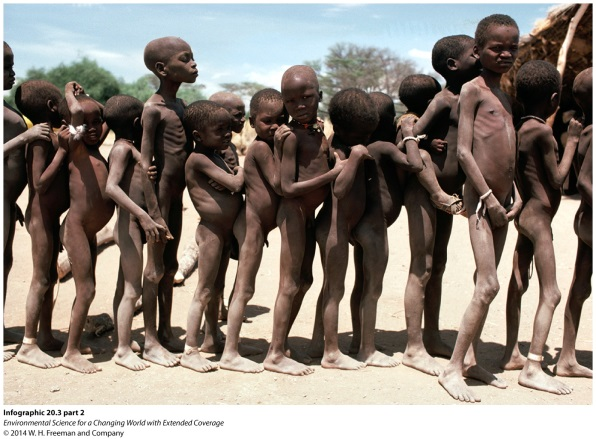 Infographic 20.3 part 2
Environmental Science for a Changing World with Extended Coverage
© 2014 W. H. Freeman and Company